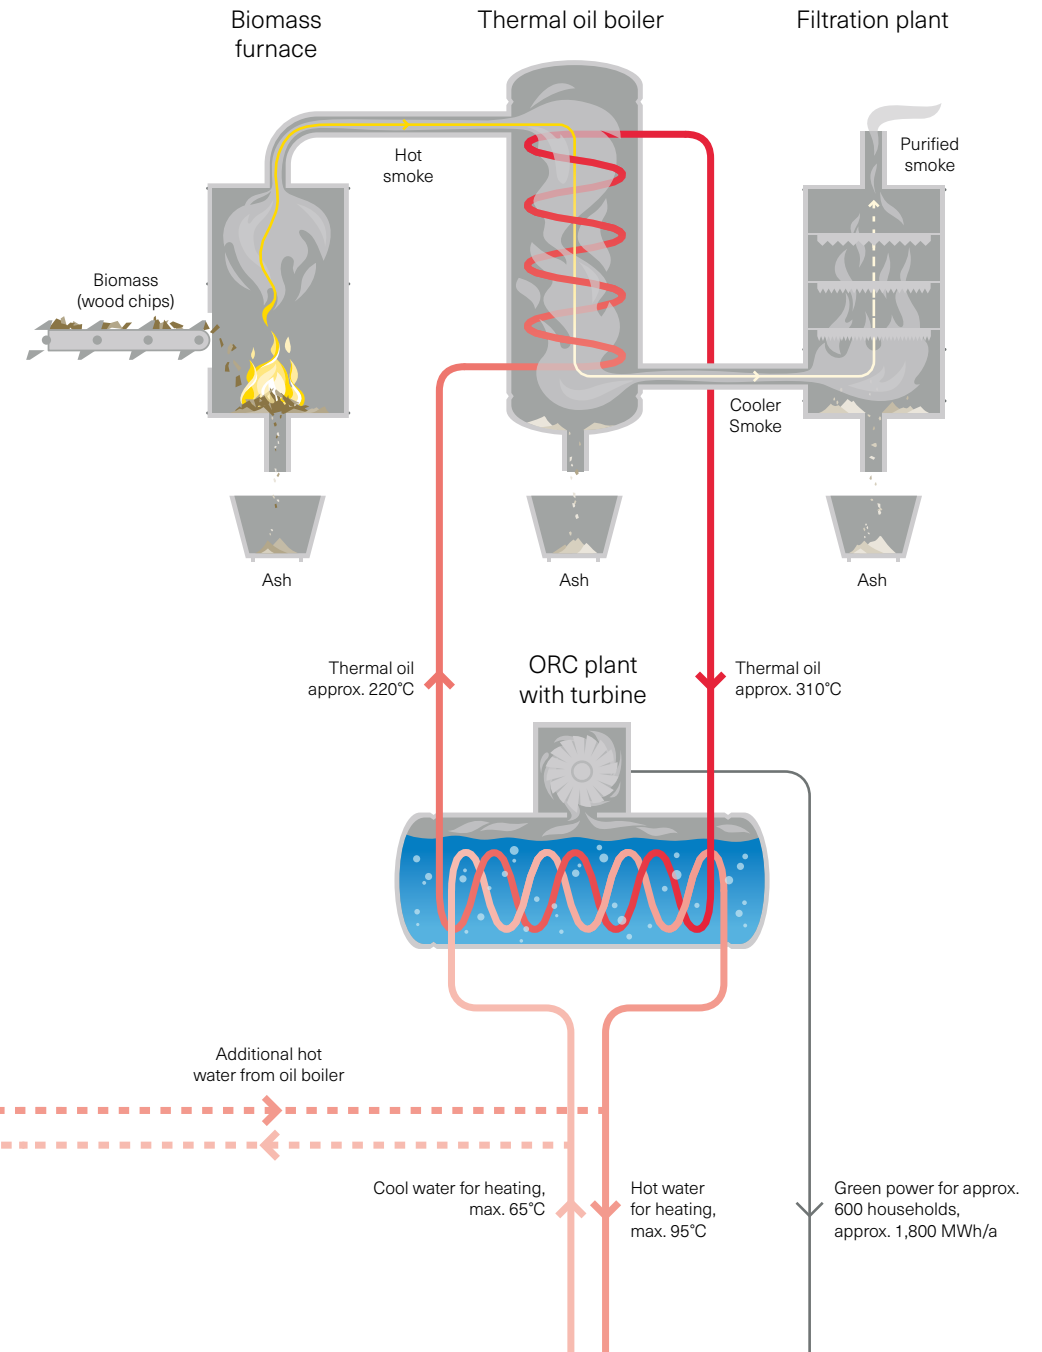 Biomass
furnace
Thermal oil boiler
Filtration plant
Hot
smoke
Purified
smoke
Biomass
(wood chips)
Cooler
Smoke
Ash
Ash
Ash
Thermal oil
approx. 220°C
ORC plant
with turbine
Thermal oil
approx. 310°C
Additional hot
water from oil boiler
Cool water for heating,
max. 65°C
Hot water
for heating,
max. 95°C
Green power for approx.
600 households,
approx. 1,800 MWh/a